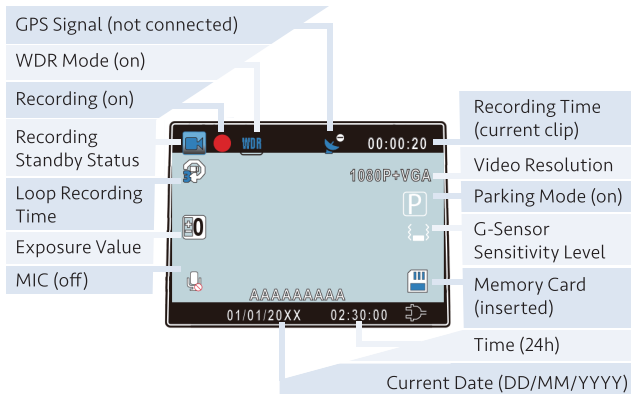 GPS Signal (not connected)
WDR Mode (on)
Recording (on)
Recording
Standby Status
Loop Recording
Time
Exposure Value
MIC (off)
WDR
00:00:20
1080P+VGA
P
0
AAAAAAAAA
01/01/20XX 02:30:00
Recording Time
(current clip)
Video Resolution
Parking Mode (on)
G-Sensor
Sensitivity Level
Memory Card
(inserted)
Time (24h)
Current Date (DD/MM/YYYY)